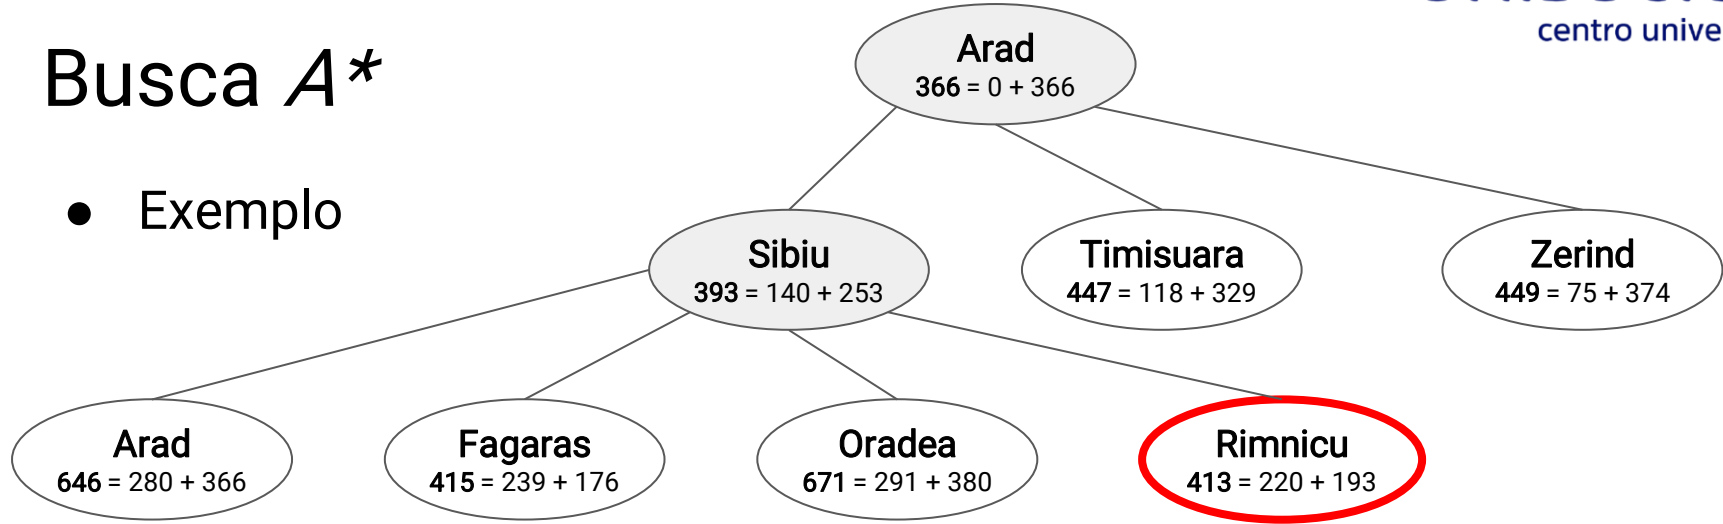 centro unive
Busca A*
● Exemplo
Arad
366 = 0 + 366
Sibiu
393 = 140 + 253
Timisuara
447 = 118 + 329
Zerind
449 = 75 + 374
Arad
646 = 280 + 366
Fagaras
415 = 239 + 176
Oradea
671 = 291 + 380
Rimnicu
413 = 220 + 193